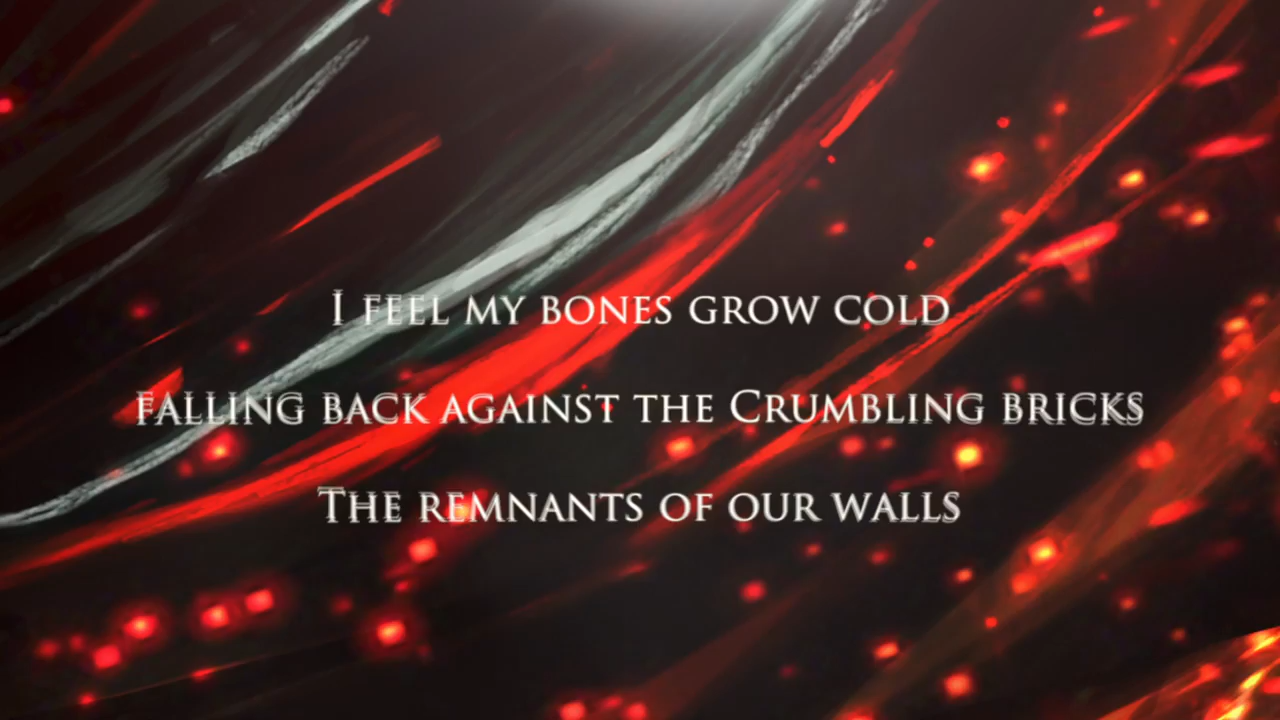 I feel my bones grow cold
falling back against the Crumbling bricks
The remnants of our walls